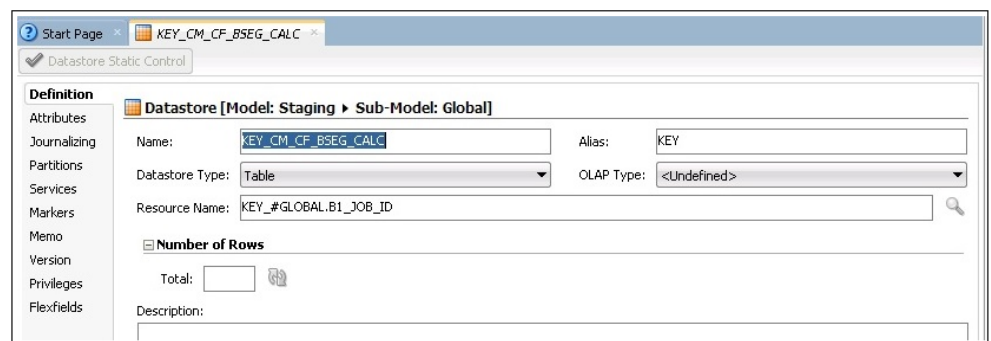 Start Page
KEY_CM_CF_BSEG_CALC
Datastore Static Control
Definition
Attributes
Journalizing
Partitions
Services
Markers
Memo
Version
Privileges
Flexfields
Datastore [Model: Staging ▸ Sub-Model: Global]
Name: KEY_CM_CF_BSEG_CALC Alias: KEY
Datastore Type: Table OLAP Type: <Undefined>
Resource Name: KEY_#GLOBAL.B1_JOB_ID
Number of Rows
Total:
Description: